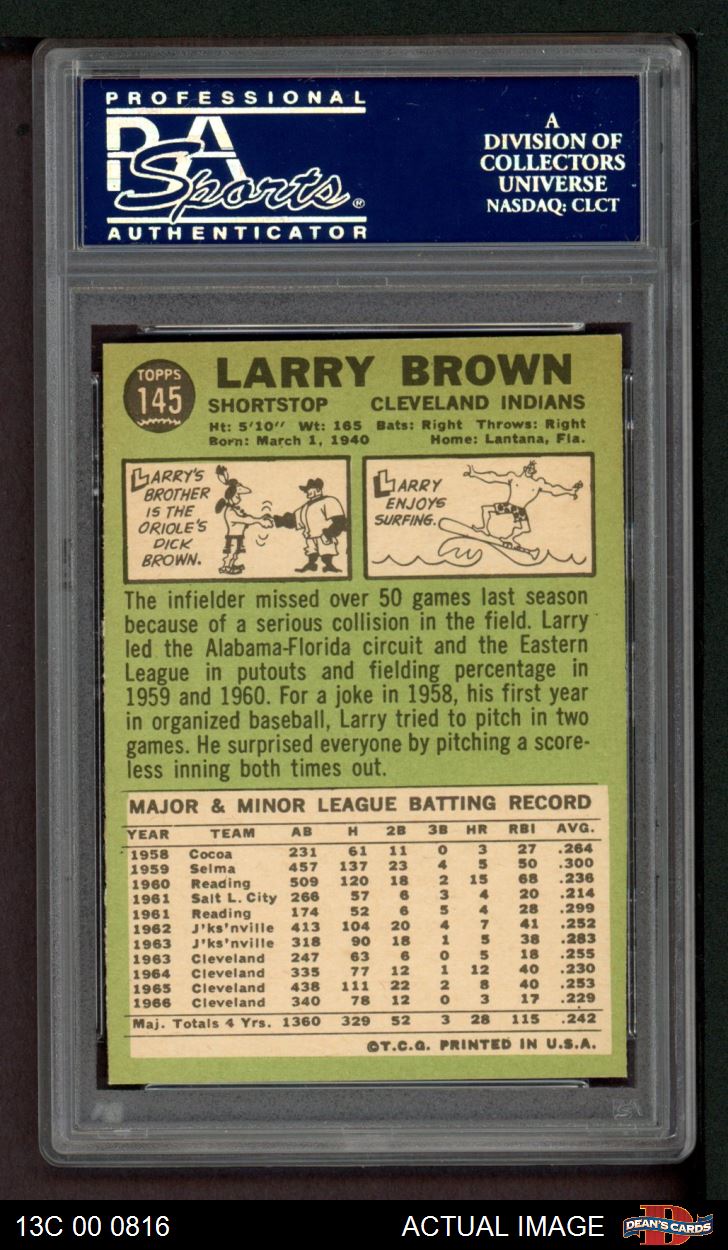 PROFESSIONAL
PSA
Sports®
AUTHENTICATOR
A
DIVISION OF
COLLECTORS
UNIVERSE
NASDAQ: CLCT
TOPPS
145
LARRY BROWN
SHORTSTOP CLEVELAND INDIANS
Ht: 5'10" Wt: 165 Bats: Right Throws: Right
Born: March 1, 1940 Home: Lantana, Fla.
LARRY'S
BROTHER
IS THE
ORIOLE'S
DICK
BROWN.
LARRY
ENJOYS
SURFING.
The infielder missed over 50 games last season
because of a serious collision in the field. Larry
led the Alabama-Florida circuit and the Eastern
League in putouts and fielding percentage in
1959 and 1960. For a joke in 1958, his first year
in organized baseball, Larry tried to pitch in two
games. He surprised everyone by pitching a score-
less inning both times out.
MAJOR & MINOR LEAGUE BATTING RECORD
YEAR TEAM AB H 2B 3B HR RBI AVG.
1958 Cocoa 231 61 11 0 3 27 .264
1959 Selma 457 137 23 4 5 50 .300
1960 Reading 509 120 18 2 15 68 .236
1961 Salt L. City 266 57 6 3 4 20 .214
1961 Reading 174 52 6 5 4 28 .299
1962 J'ks'nville 413 104 20 4 7 41 .252
1963 J'ks'nville 318 90 18 1 5 38 .283
1963 Cleveland 247 63 6 0 5 18 .255
1964 Cleveland 335 77 12 1 12 40 .230
1965 Cleveland 438 111 22 2 8 40 .253
1966 Cleveland 340 78 12 0 3 17 .229
Maj. Totals 4 Yrs. 1360 329 52 3 28 115 .242
©T.C.G. PRINTED IN U.S.A.
13C 00 0816 ACTUAL IMAGE
DEAN'S CARDS